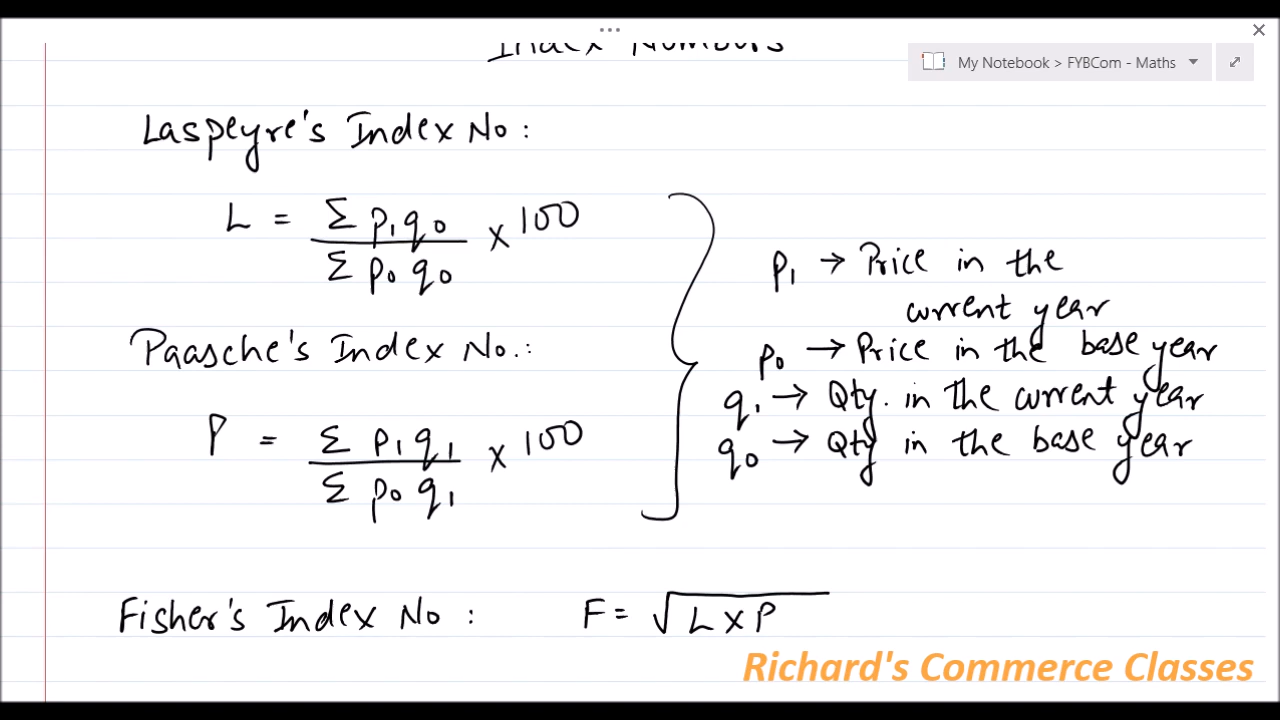 Index Numbers
My Notebook > FYBCom - Maths
Laspeyre's Index No :
L = Σ p₁q₀ / Σ p₀q₀ × 100
Paasche's Index No. :
P = Σ p₁q₁ / Σ p₀q₁ × 100
p₁ → Price in the
current year
p₀ → Price in the base year
q₁ → Qty. in the current year
q₀ → Qty in the base year
Fisher's Index No : F = √L×P
Richard's Commerce Classes